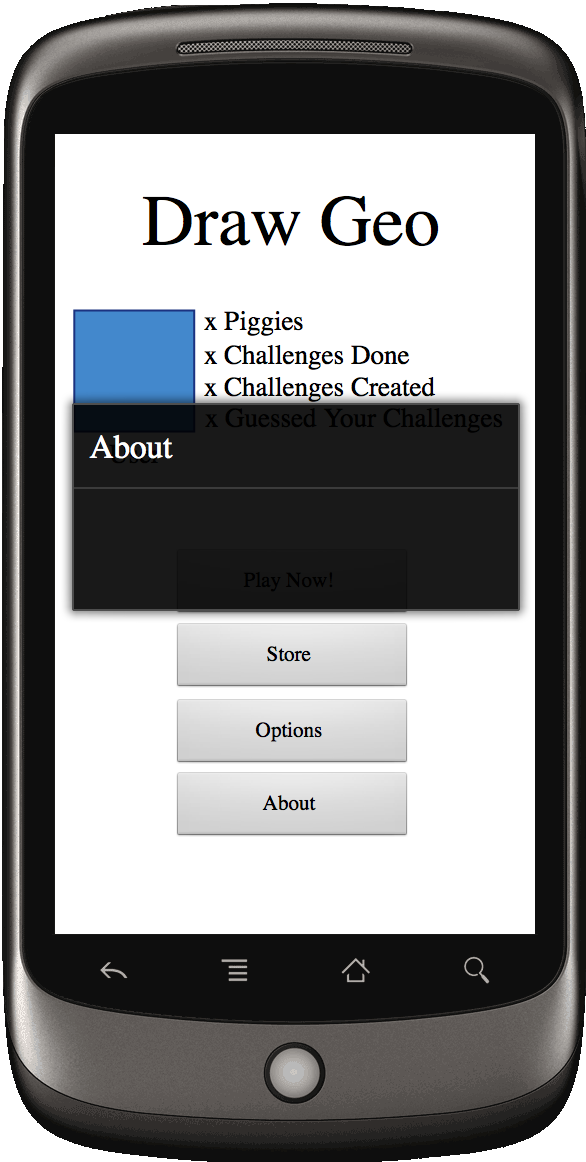 Draw Geo
x Piggies
x Challenges Done
x Challenges Created
x Guessed Your Challenges
About
Play Now!
Store
Options
About